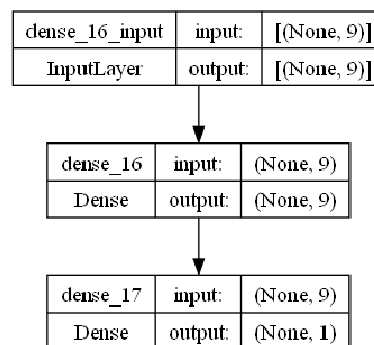 dense_16_input input: [(None, 9)]
InputLayer output: [(None, 9)]
dense_16 input: (None, 9)
Dense output: (None, 9)
dense_17 input: (None, 9)
Dense output: (None, 1)